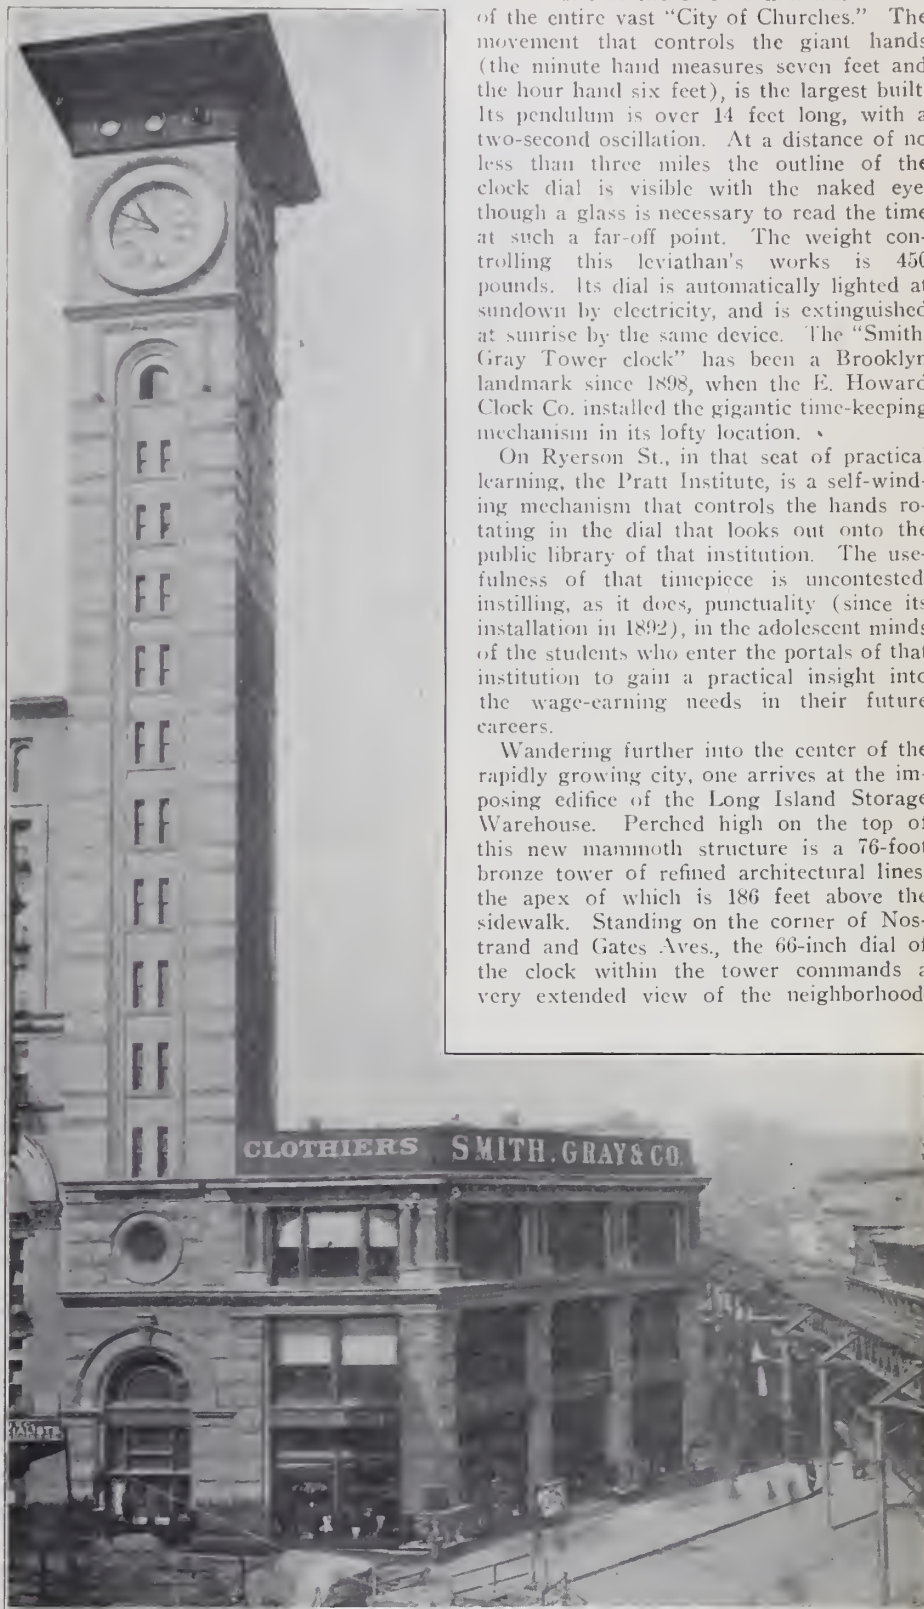 of the entire vast “City of Churches.” The
movement that controls the giant hands
(the minute hand measures seven feet and
the hour hand six feet), is the largest built
Its pendulum is over 14 feet long, with a
two-second oscillation. At a distance of no
less than three miles the outline of the
clock dial is visible with the naked eye
though a glass is necessary to read the time
at such a far-off point. The weight con-
trolling this leviathan's works is 450
pounds. Its dial is automatically lighted at
sundown by electricity, and is extinguished
at sunrise by the same device. The “Smith
Gray Tower clock” has been a Brooklyn
landmark since 1898, when the E. Howard
Clock Co. installed the gigantic time-keeping
mechanism in its lofty location.
On Ryerson St., in that seat of practical
learning, the Pratt Institute, is a self-wind-
ing mechanism that controls the hands ro-
tating in the dial that looks out onto the
public library of that institution. The use-
fulness of that timepiece is uncontested
instilling, as it does, punctuality (since its
installation in 1892), in the adolescent minds
of the students who enter the portals of that
institution to gain a practical insight into
the wage-earning needs in their future
careers.
Wandering further into the center of the
rapidly growing city, one arrives at the im-
posing edifice of the Long Island Storage
Warehouse. Perched high on the top of
this new mammoth structure is a 76-foot
bronze tower of refined architectural lines
the apex of which is 186 feet above the
sidewalk. Standing on the corner of Nos-
trand and Gates Aves., the 66-inch dial of
the clock within the tower commands a
very extended view of the neighborhood
CLOTHIERS SMITH. GRAY & CO.